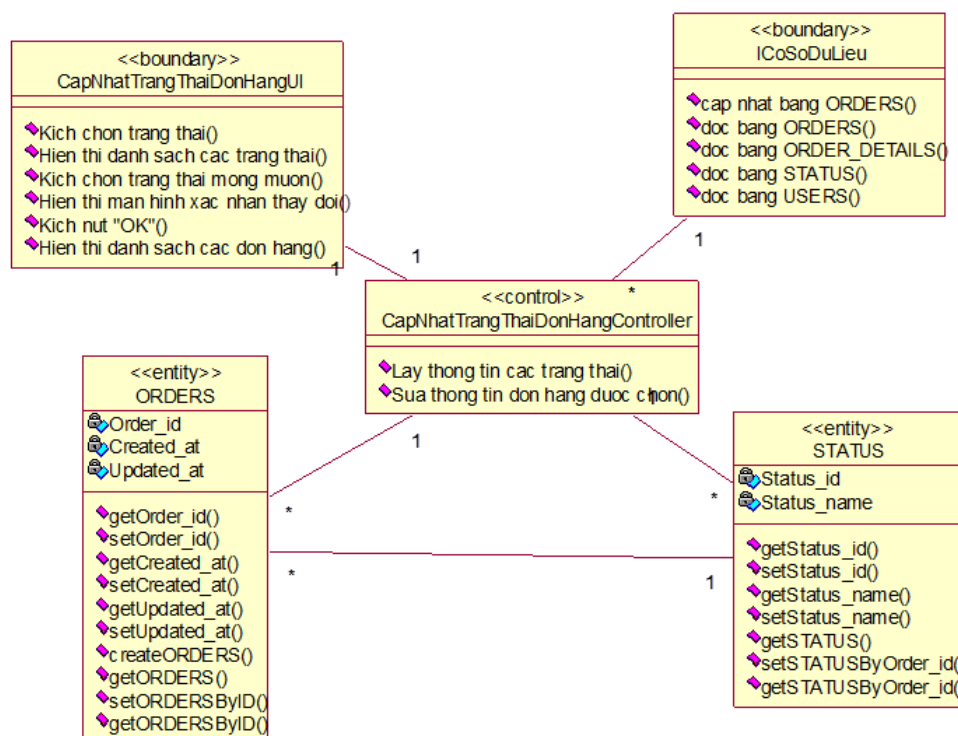 <<boundary>>
CapNhatTrangThaiDonHangUI
Kich chon trang thai()
Hien thi danh sach cac trang thai()
Kich chon trang thai mong muon()
Hien thi man hinh xac nhan thay doi()
Kich nut "OK"()
Hien thi danh sach cac don hang()
<<boundary>>
ICoSoDuLieu
cap nhat bang ORDERS()
doc bang ORDERS()
doc bang ORDER_DETAILS()
doc bang STATUS()
doc bang USERS()
1
1
1
*
<<control>>
CapNhatTrangThaiDonHangController
Lay thong tin cac trang thai()
Sua thong tin don hang duoc chon()
1
1
*
*
<<entity>>
ORDERS
Order_id
Created_at
Updated_at
getOrder_id()
setOrder_id()
getCreated_at()
setCreated_at()
getUpdated_at()
setUpdated_at()
createORDERS()
getORDERS()
setORDERSByID()
getORDERSByID()
*
1
<<entity>>
STATUS
Status_id
Status_name
getStatus_id()
setStatus_id()
getStatus_name()
setStatus_name()
getSTATUS()
setSTATUSByOrder_id()
getSTATUSByOrder_id()